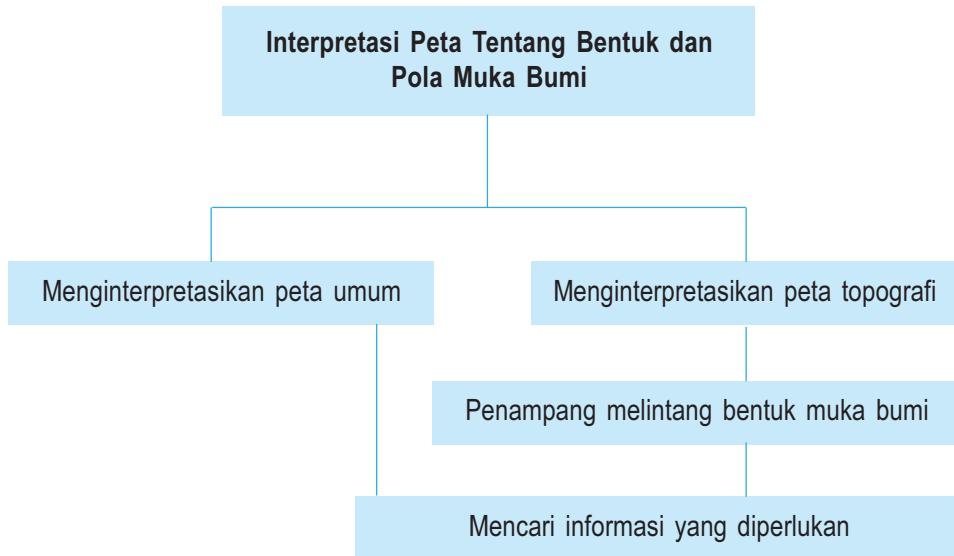 Interpretasi Peta Tentang Bentuk dan
Pola Muka Bumi
Menginterpretasikan peta umum
Menginterpretasikan peta topografi
Penampang melintang bentuk muka bumi
Mencari informasi yang diperlukan